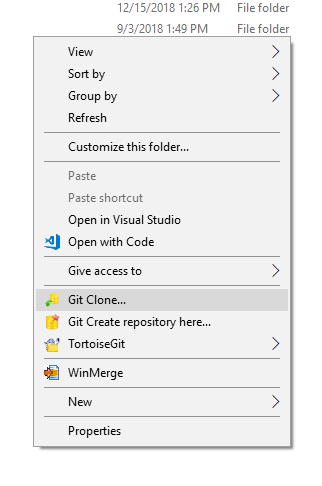 12/15/2018 1:26 PM File folder
9/3/2018 1:49 PM File folder
View
Sort by
Group by
Refresh
Customize this folder...
Paste
Paste shortcut
Open in Visual Studio
Open with Code
Give access to
Git Clone...
Git Create repository here...
TortoiseGit
WinMerge
New
Properties